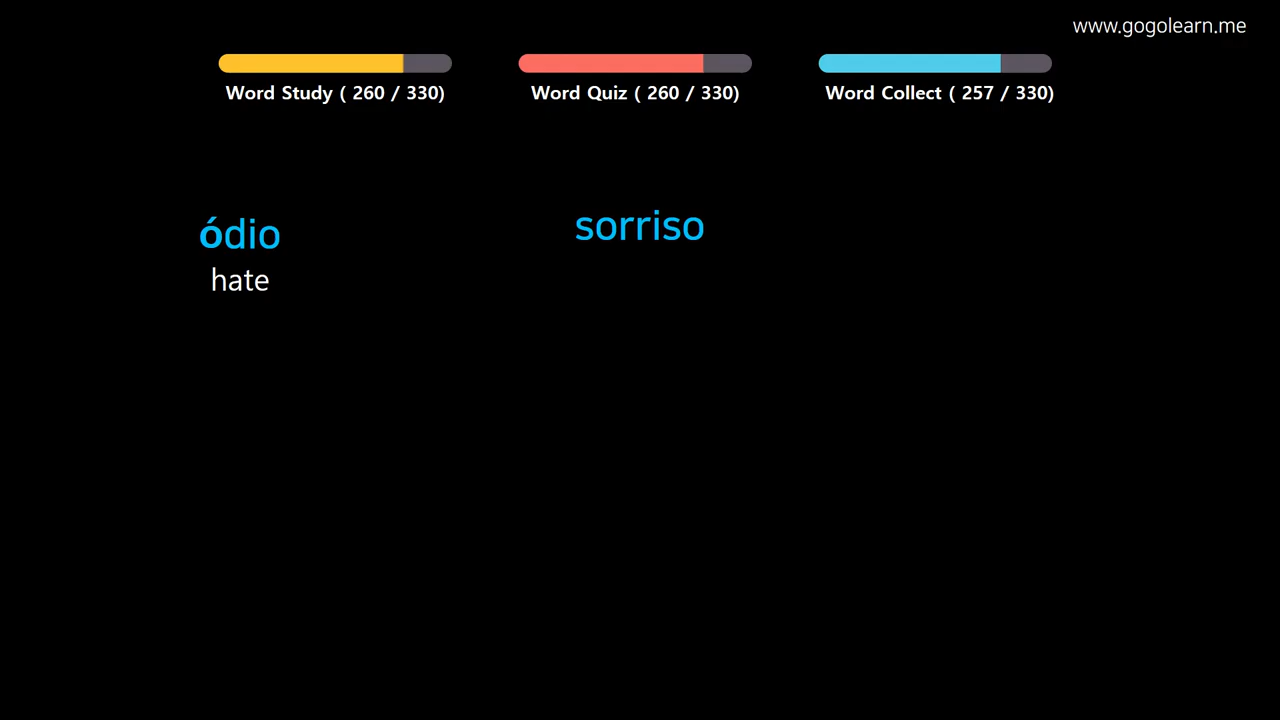 www.gogolearn.me
Word Study ( 260 / 330)
Word Quiz ( 260 / 330)
Word Collect ( 257 / 330)
ódio
hate
sorriso